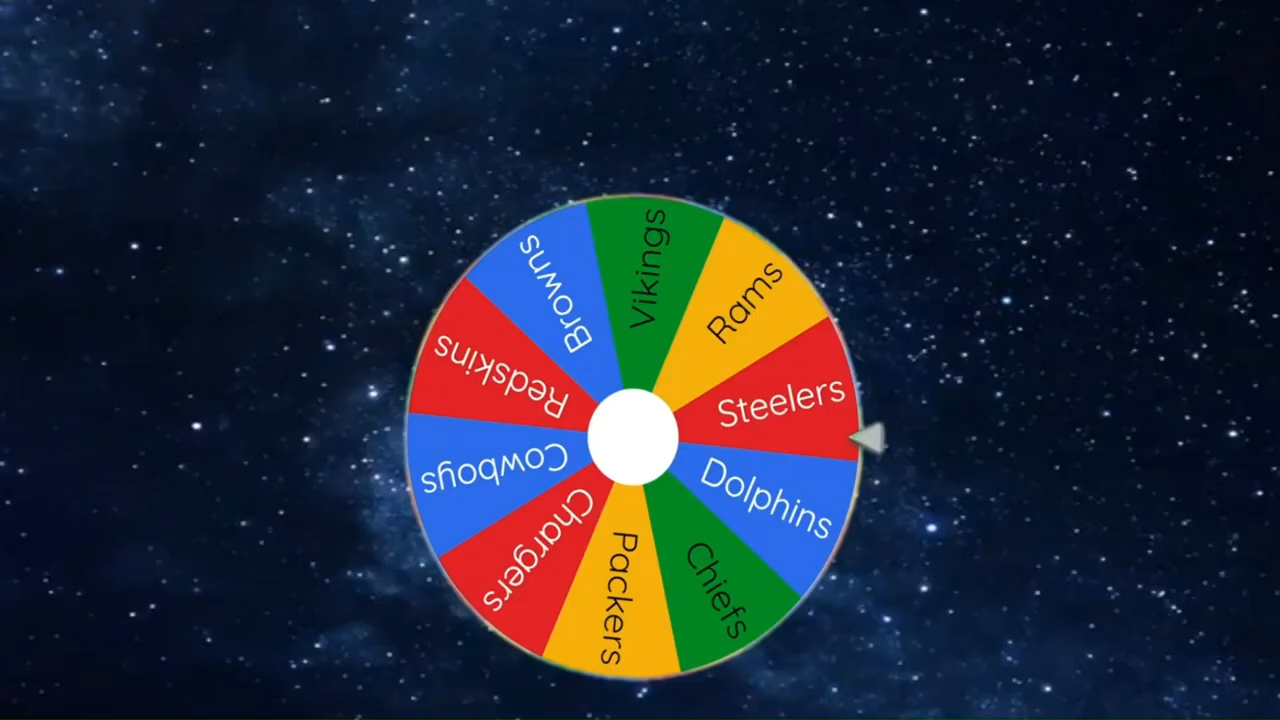 Vikings
Rams
Steelers
Dolphins
Chiefs
Packers
Chargers
Cowboys
Redskins
Browns